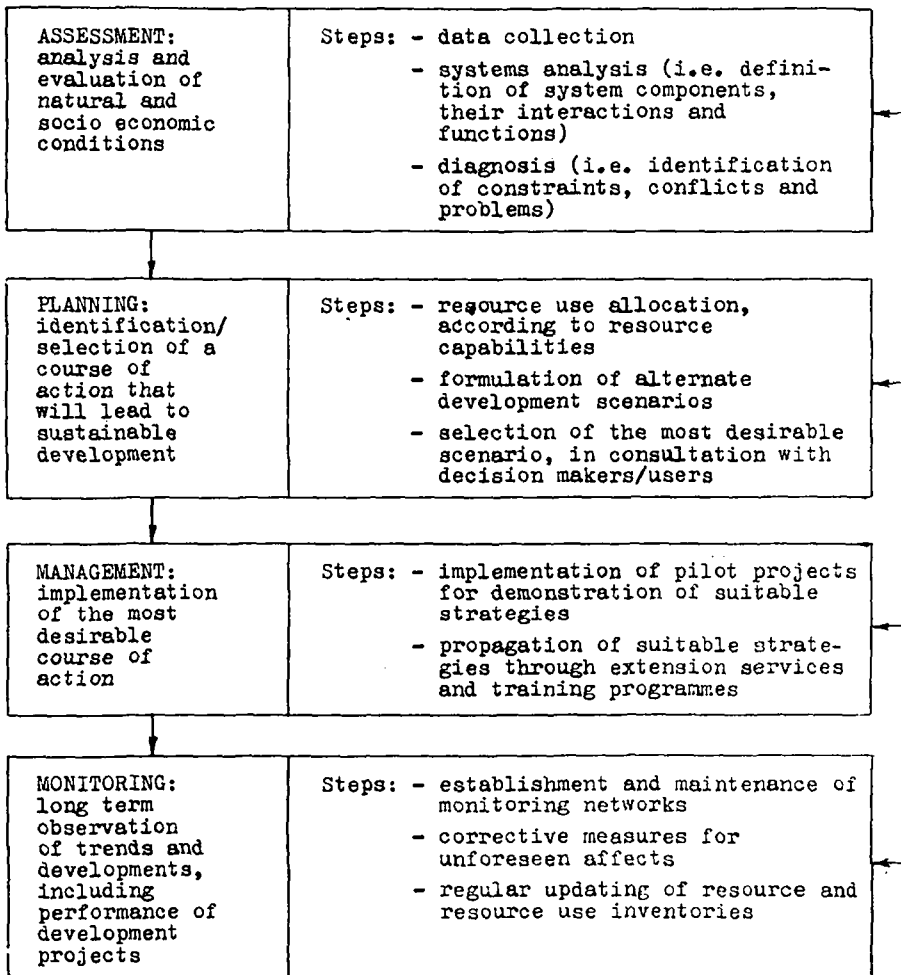 ASSESSMENT:
analysis and
evaluation of
natural and
socio economic
conditions
Steps: - data collection
- systems analysis (i.e. defini-
tion of system components,
their interactions and
functions)
- diagnosis (i.e. identification
of constraints, conflicts and
problems)
PLANNING:
identification/
selection of a
course of
action that
will lead to
sustainable
development
Steps: - resource use allocation,
according to resource
capabilities
- formulation of alternate
development scenarios
- selection of the most desirable
scenario, in consultation with
decision makers/users
MANAGEMENT:
implementation
of the most
desirable
course of
action
Steps: - implementation of pilot projects
for demonstration of suitable
strategies
- propagation of suitable strate-
gies through extension services
and training programmes
MONITORING:
long term
observation
of trends and
developments,
including
performance of
development
projects
Steps: - establishment and maintenance of
monitoring networks
- corrective measures for
unforeseen affects
- regular updating of resource and
resource use inventories